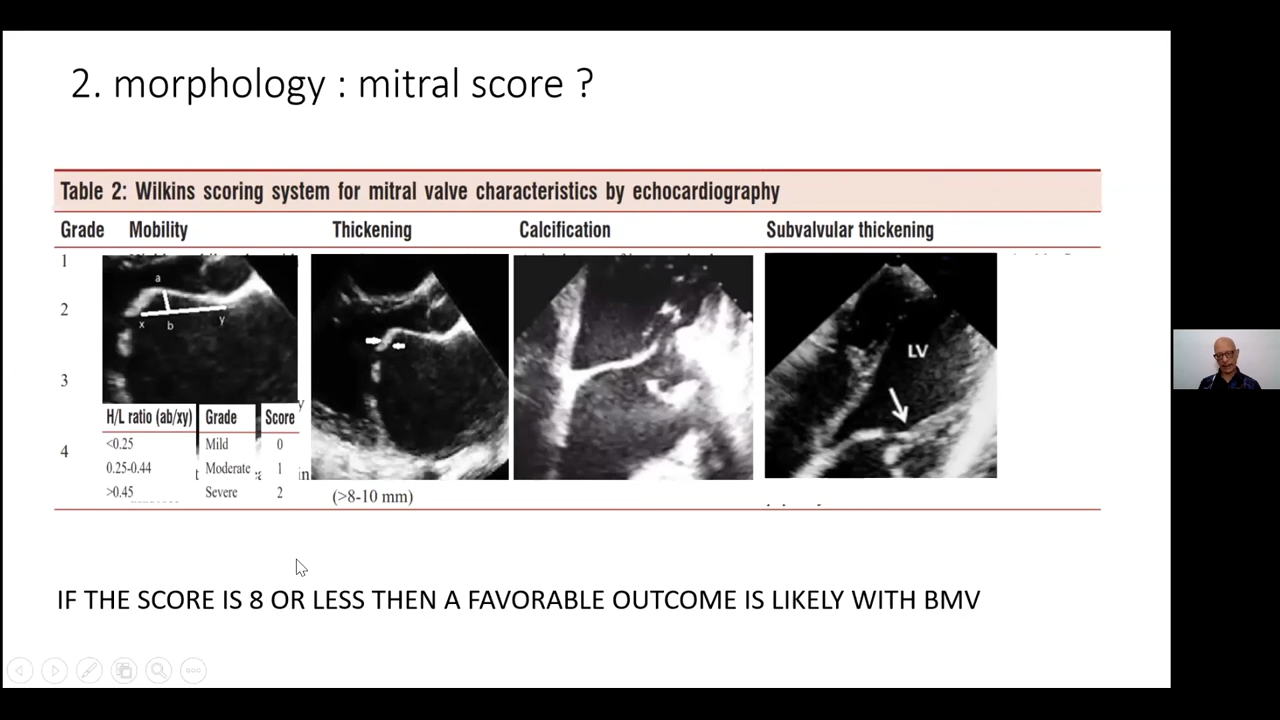 2. morphology : mitral score ?
Table 2: Wilkins scoring system for mitral valve characteristics by echocardiography
Grade Mobility Thickening Calcification Subvalvular thickening
1
2
3
4
a
x b y
H/L ratio (ab/xy) Grade Score
<0.25 Mild 0
0.25-0.44 Moderate 1
>0.45 Severe 2
(>8-10 mm)
LV
IF THE SCORE IS 8 OR LESS THEN A FAVORABLE OUTCOME IS LIKELY WITH BMV